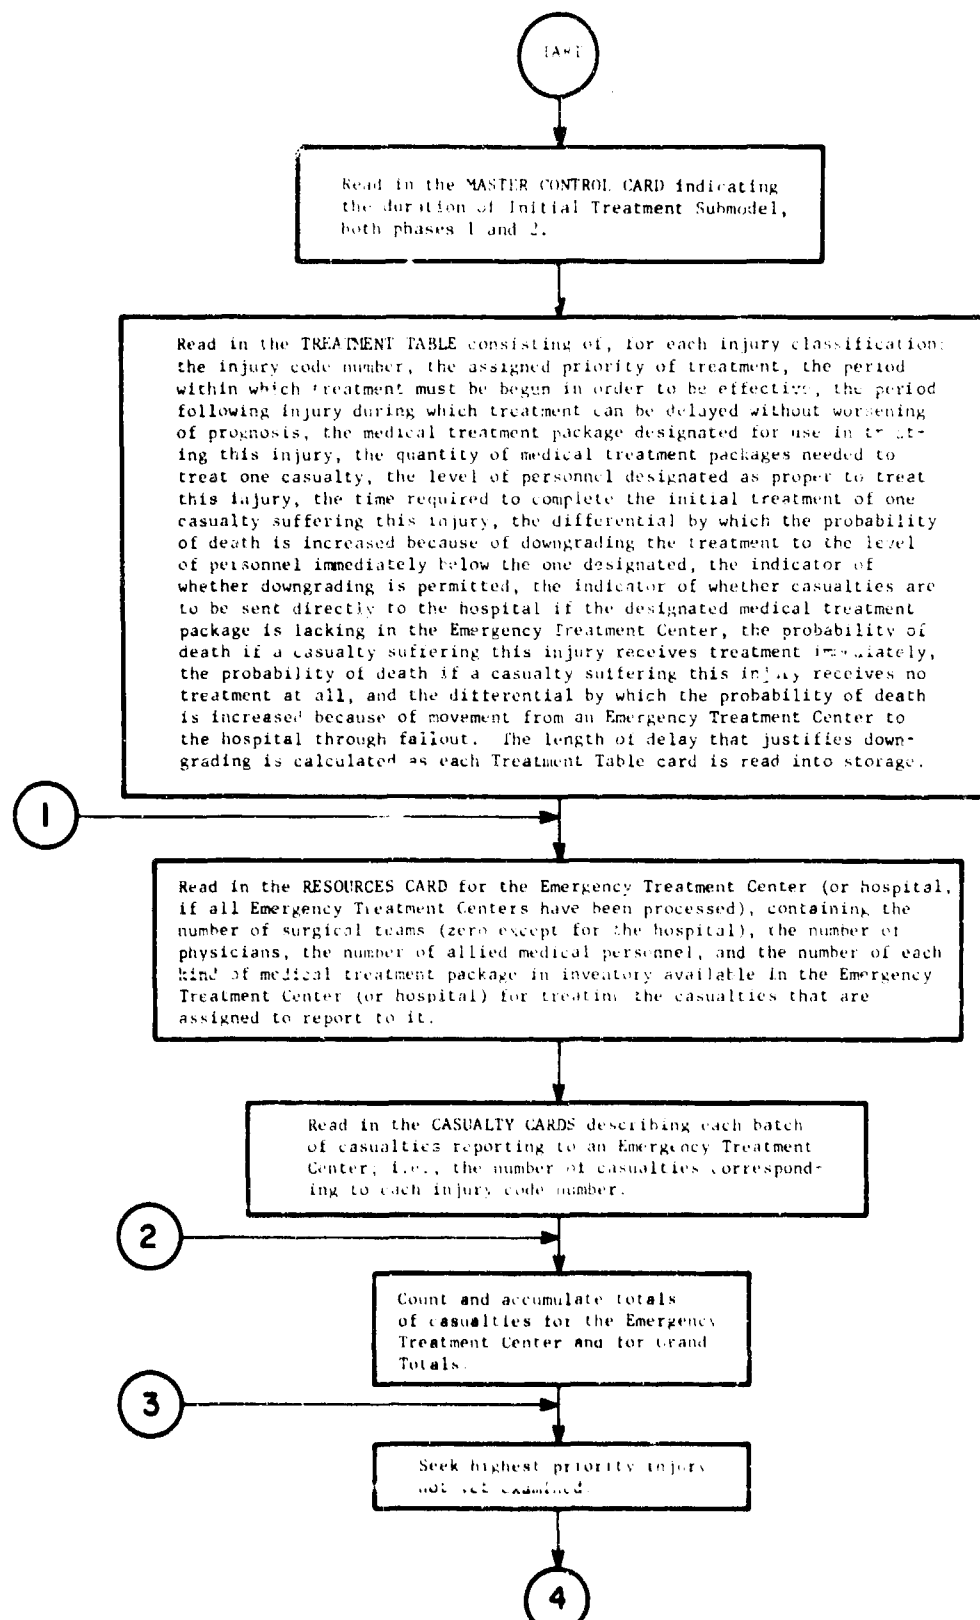 START
Read in the MASTER CONTROL CARD indicating
the duration of Initial Treatment Submodel,
both phases 1 and 2.
Read in the TREATMENT TABLE consisting of, for each injury classification:
the injury code number, the assigned priority of treatment, the period
within which treatment must be begun in order to be effective, the period
following injury during which treatment can be delayed without worsening
of prognosis, the medical treatment package designated for use in treat-
ing this injury, the quantity of medical treatment packages needed to
treat one casualty, the level of personnel designated as proper to treat
this injury, the time required to complete the initial treatment of one
casualty suffering this injury, the differential by which the probability
of death is increased because of downgrading the treatment to the level
of personnel immediately below the one designated, the indicator of
whether downgrading is permitted, the indicator of whether casualties are
to be sent directly to the hospital if the designated medical treatment
package is lacking in the Emergency Treatment Center, the probability of
death if a casualty suffering this injury receives treatment immediately,
the probability of death if a casualty suffering this injury receives no
treatment at all, and the differential by which the probability of death
is increased because of movement from an Emergency Treatment Center to
the hospital through fallout. The length of delay that justifies down-
grading is calculated as each Treatment Table card is read into storage.
1
Read in the RESOURCES CARD for the Emergency Treatment Center (or hospital,
if all Emergency Treatment Centers have been processed), containing the
number of surgical teams (zero except for the hospital), the number of
physicians, the number of allied medical personnel, and the number of each
kind of medical treatment package in inventory available in the Emergency
Treatment Center (or hospital) for treating the casualties that are
assigned to report to it.
Read in the CASUALTY CARDS describing each batch
of casualties reporting to an Emergency Treatment
Center; i.e., the number of casualties correspond-
ing to each injury code number.
2
Count and accumulate totals
of casualties for the Emergency
Treatment Center and for Grand
Totals.
3
Seek highest priority injury
not yet examined.
4